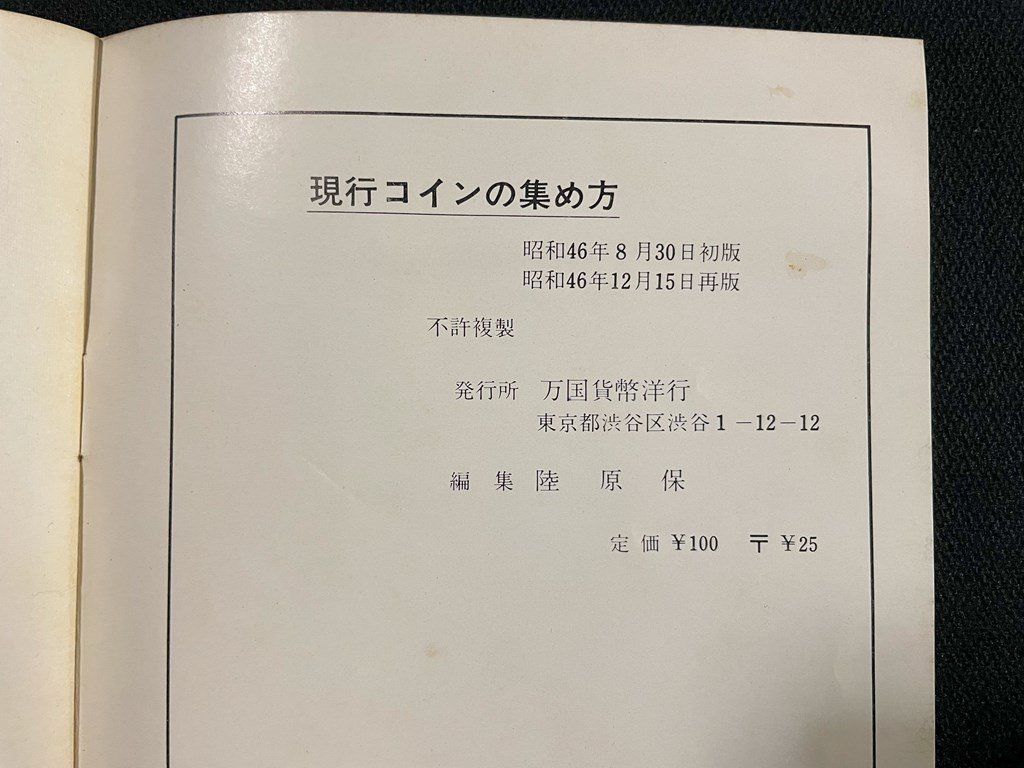 現行コインの集め方
昭和46年8月30日初版
昭和46年12月15日再版
不許複製
発行所 万国貨幣洋行
東京都渋谷区渋谷1-12-12
編集 陸原保
定価 ¥100 〒 ¥25